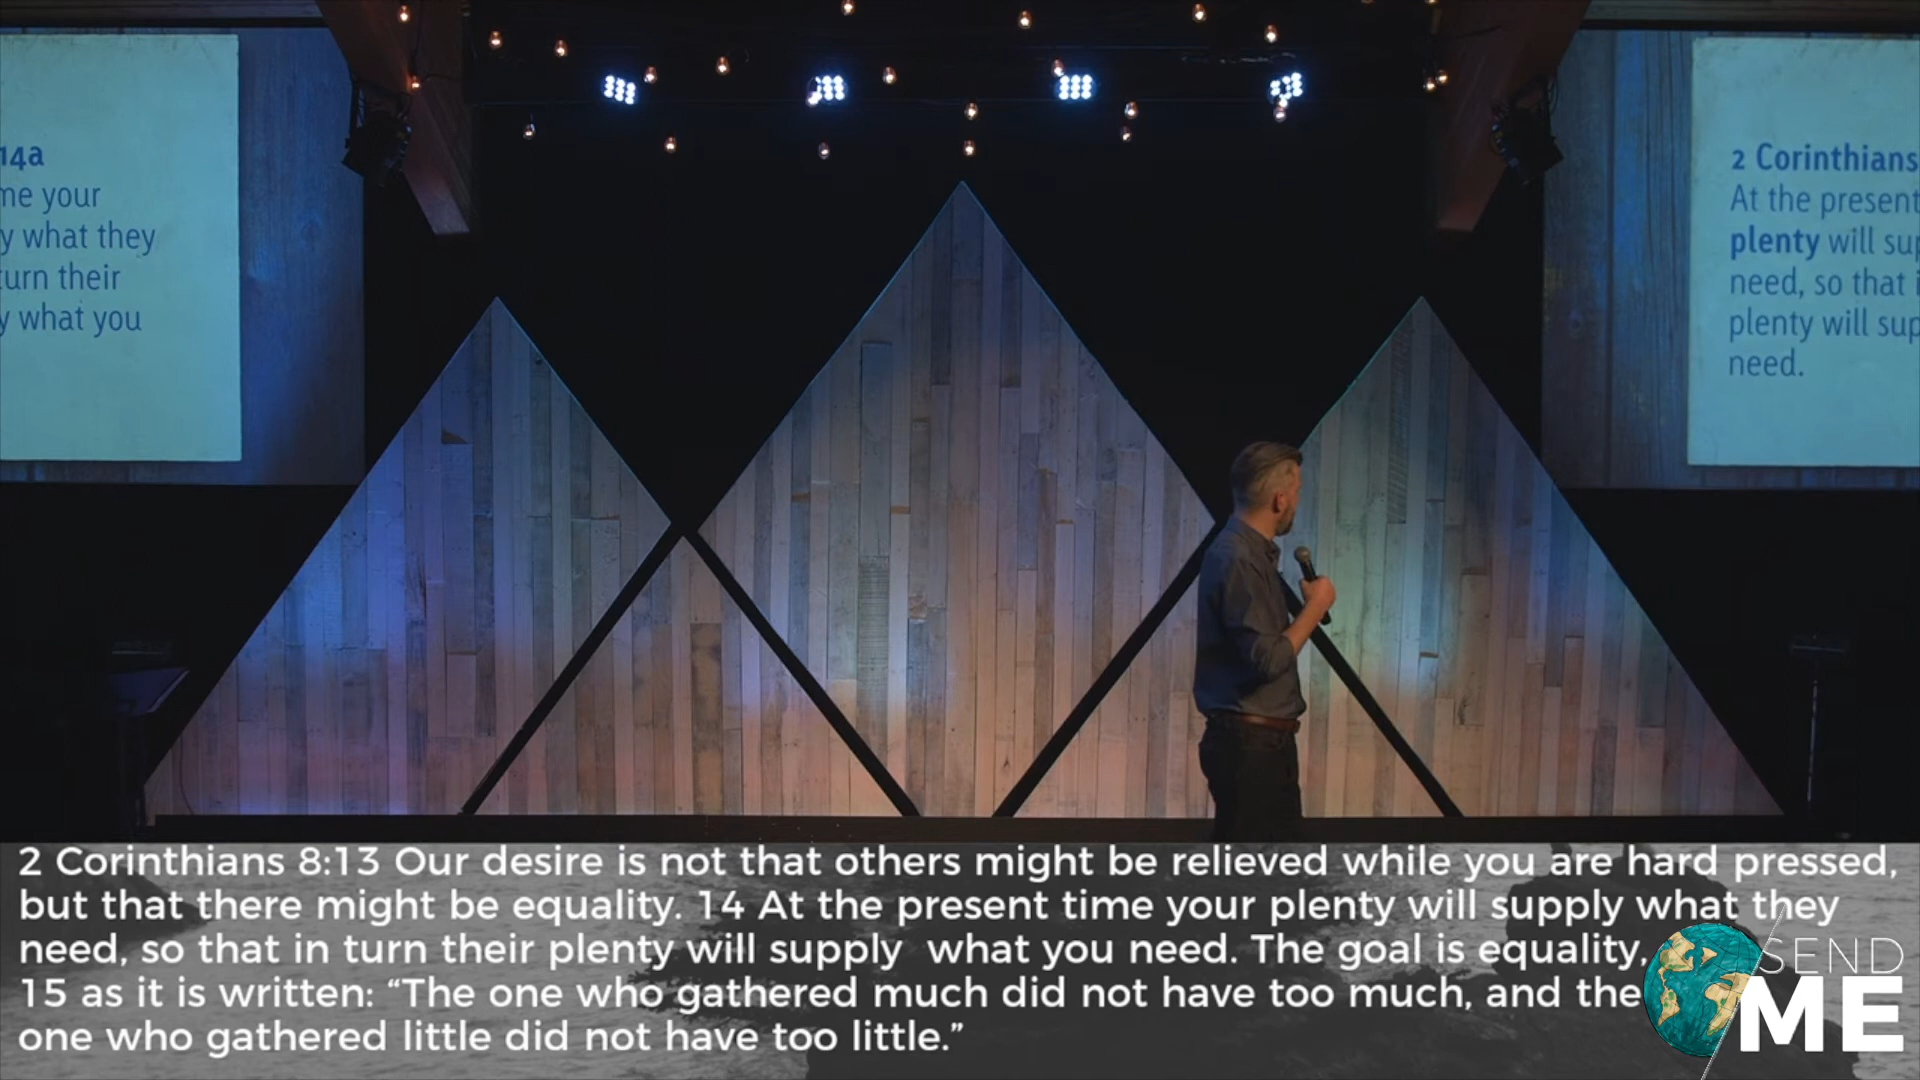 14a
me your
y what they
turn their
y what you
2 Corinthians
At the present
plenty will sup
need, so that i
plenty will sup
need.
2 Corinthians 8:13 Our desire is not that others might be relieved while you are hard pressed,
but that there might be equality. 14 At the present time your plenty will supply what they
need, so that in turn their plenty will supply what you need. The goal is equality,
15 as it is written: “The one who gathered much did not have too much, and the
one who gathered little did not have too little.”
SEND
ME